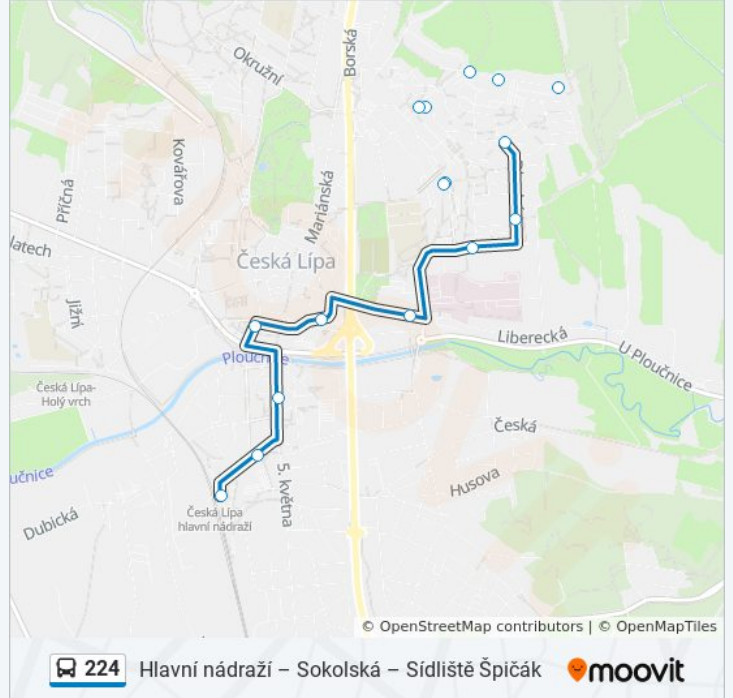 Okružní
Borská
Kovářova
Příčná
Mariánská
latech
Česká Lípa
Jižní
Liberecká
U Ploučnice
Ploučnice
Česká Lípa-
Holý vrch
Česká
učnice
Husova
5. května
Česká Lípa
hlavní nádraží
Dubická
© OpenStreetMap contributors | © OpenMapTiles
224 Hlavní nádraží – Sokolská – Sídliště Špičák moovit